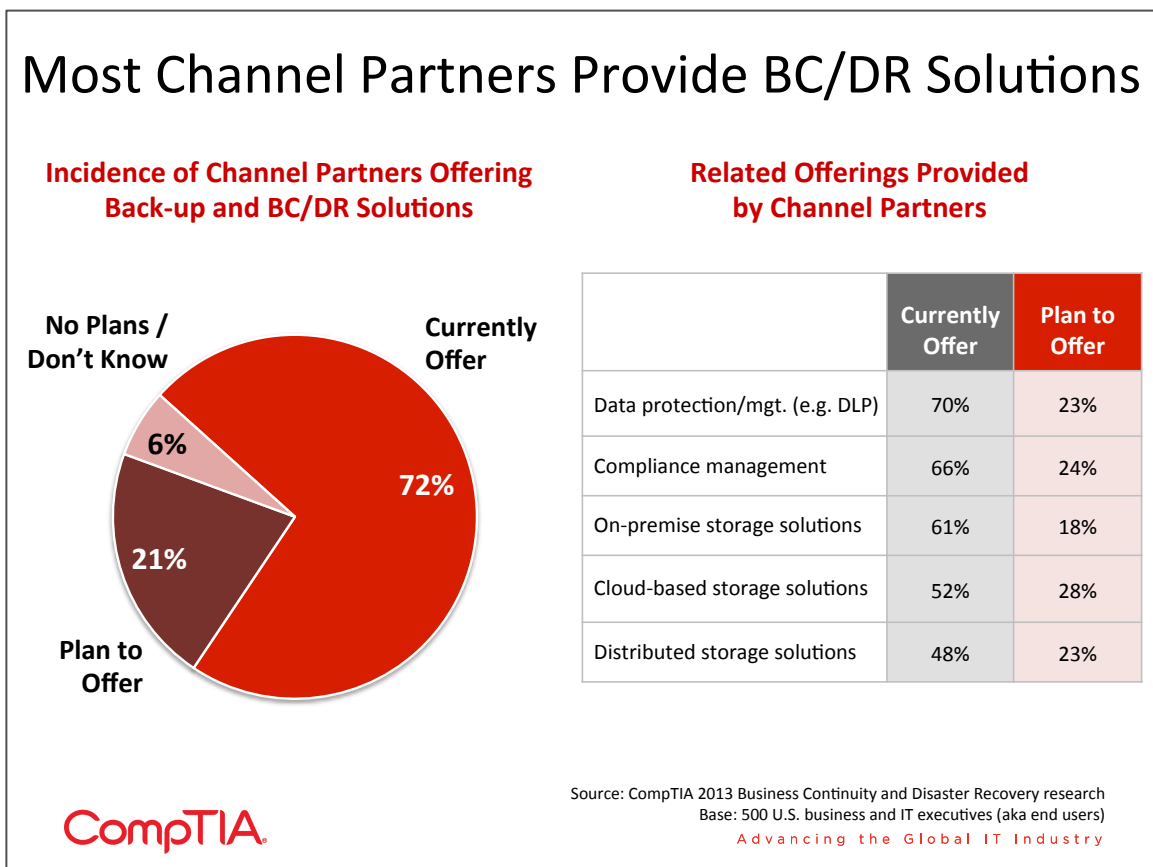 Most Channel Partners Provide BC/DR Solutions
Incidence of Channel Partners Offering
Back-up and BC/DR Solutions
No Plans /
Don't Know
Currently
Offer
6%
72%
21%
Plan to
Offer
Related Offerings Provided
by Channel Partners
Currently Offer Plan to Offer
Data protection/mgt. (e.g. DLP) 70% 23%
Compliance management 66% 24%
On-premise storage solutions 61% 18%
Cloud-based storage solutions 52% 28%
Distributed storage solutions 48% 23%
CompTIA.
Source: CompTIA 2013 Business Continuity and Disaster Recovery research
Base: 500 U.S. business and IT executives (aka end users)
Advancing the Global IT Industry